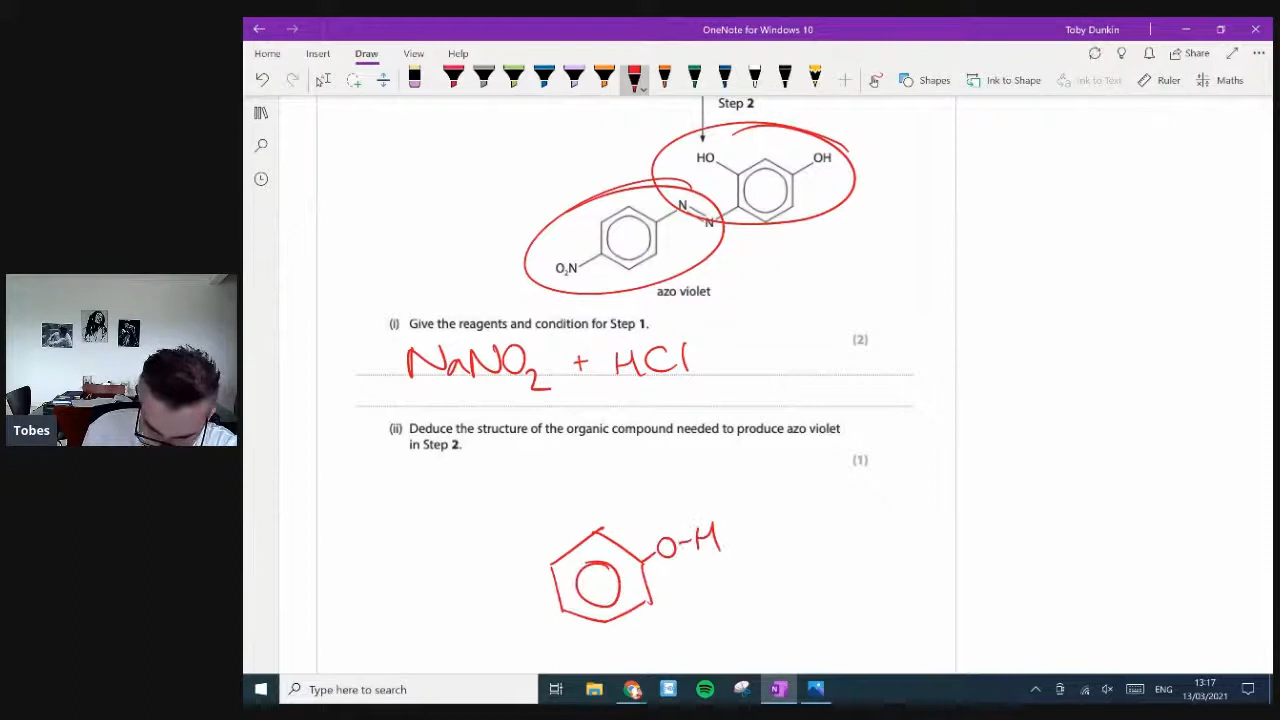 OneNote for Windows 10
Toby Dunkin
Home Insert Draw View Help
Share
Shapes
Ink to Shape
Ink to Text
Ruler
Maths
Step 2
HO
OH
N
N
O₂N
azo violet
(i) Give the reagents and condition for Step 1.
(2)
NaNO₂ + HCl
(ii) Deduce the structure of the organic compound needed to produce azo violet
in Step 2.
(1)
O-H
Tobes
Type here to search
ENG
13:17
13/03/2021